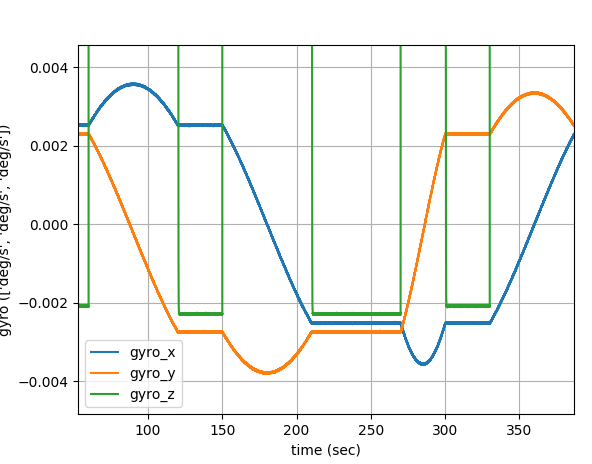 0.004
0.002
0.000
−0.002
−0.004
gyro (['deg/s', 'deg/s', 'deg/s'])
gyro_x
gyro_y
gyro_z
100
150
200
250
300
350
time (sec)